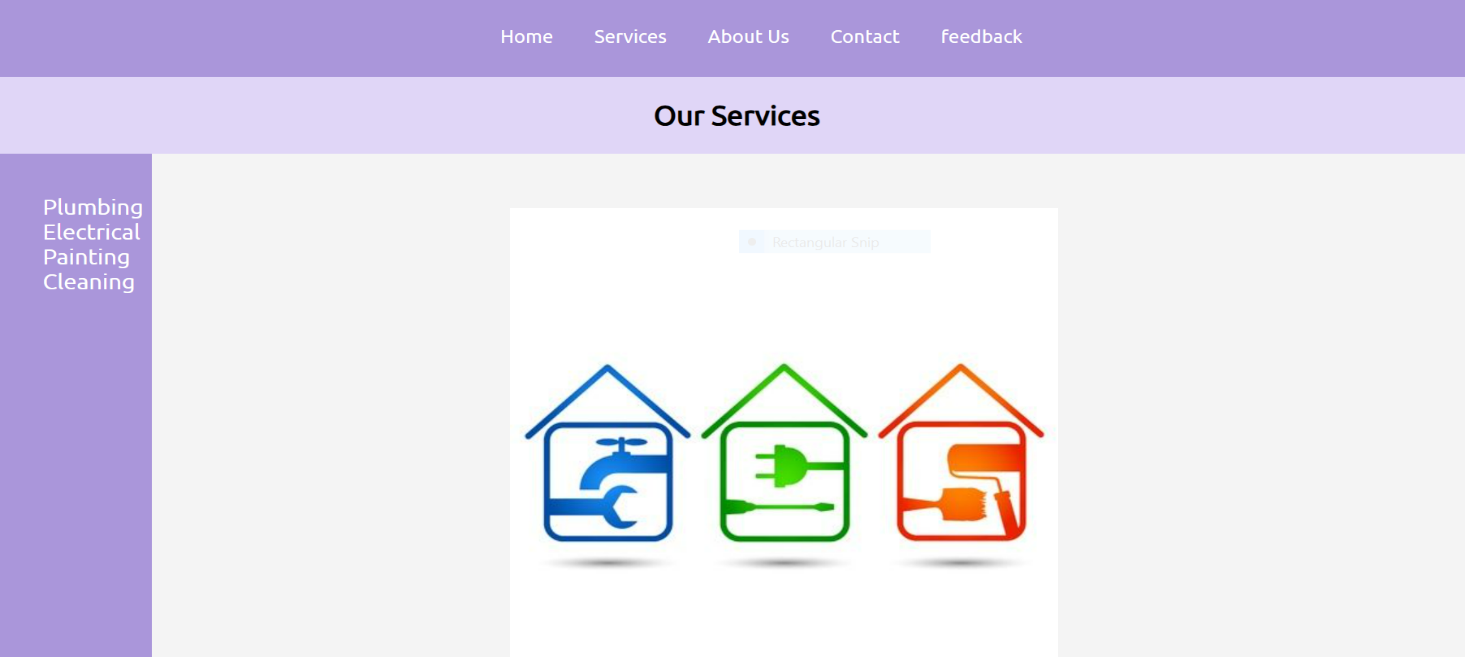 Home Services About Us Contact feedback
Our Services
Plumbing
Electrical
Painting
Cleaning
Rectangular Snip